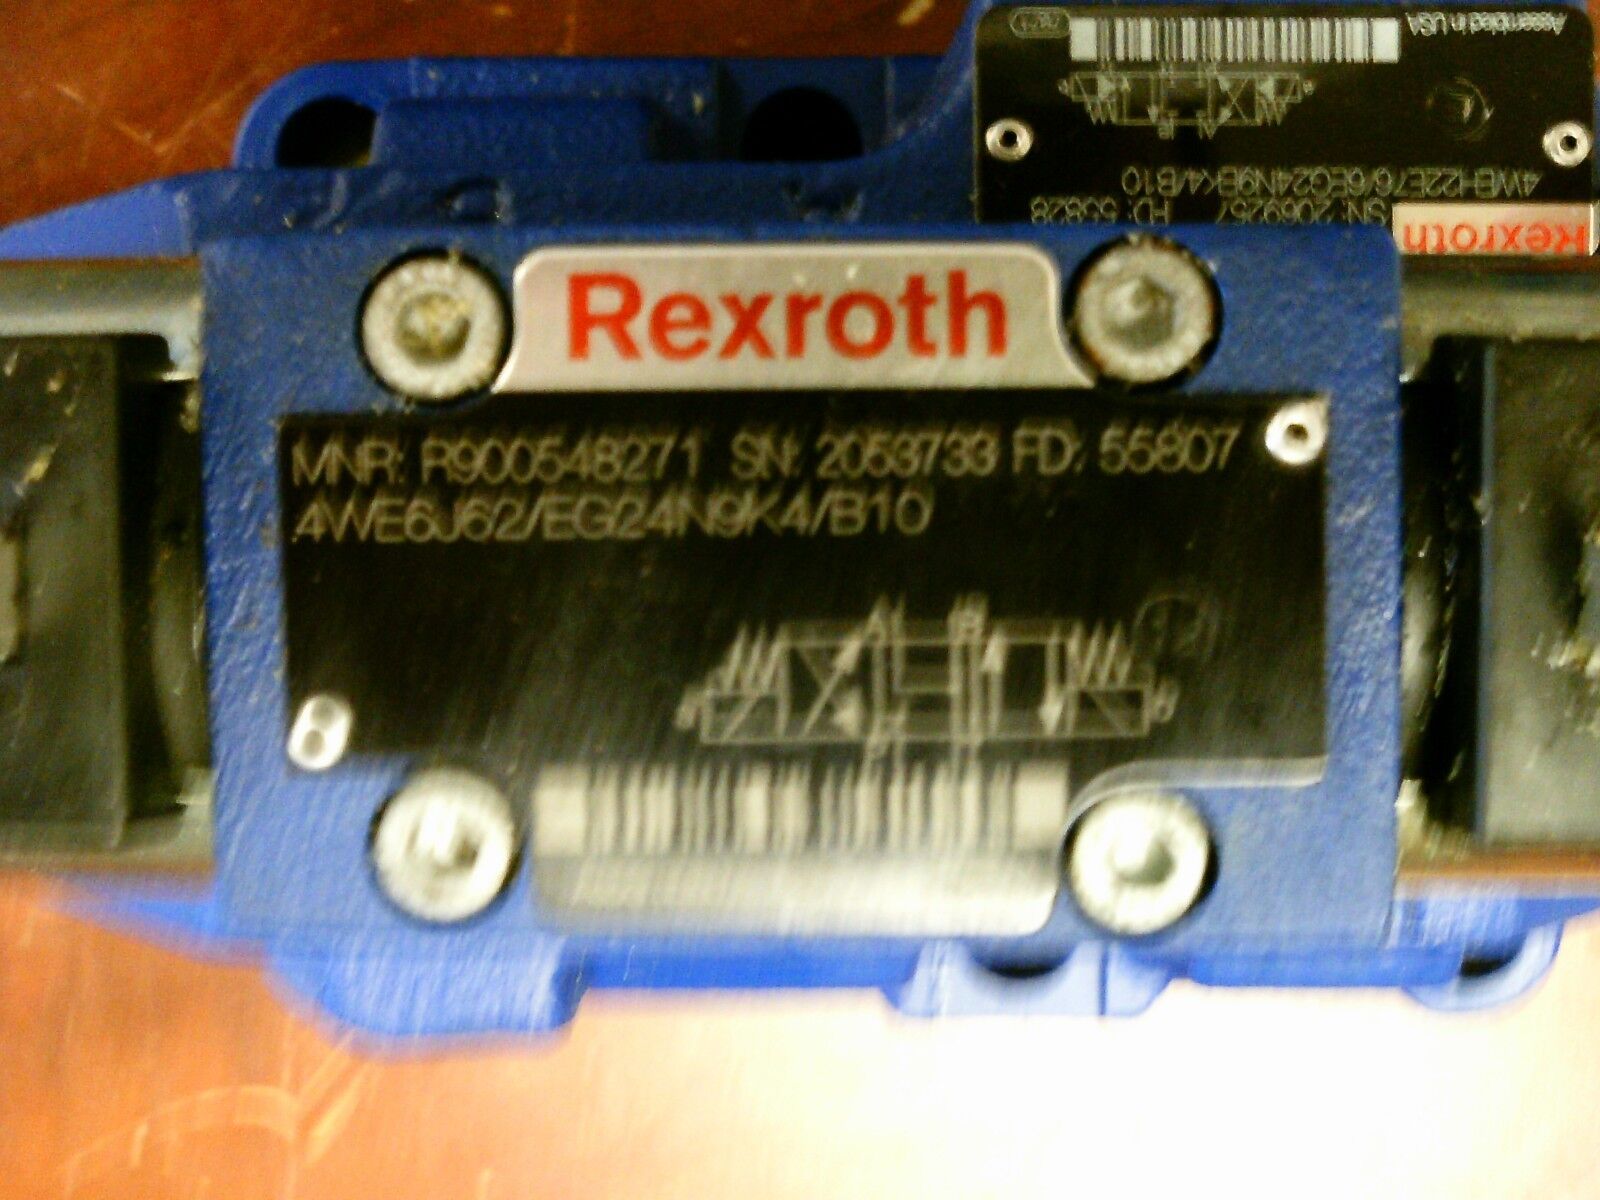 Rexroth
MNR: R900548271 SN: 2053733 FD: 55807
4WE6J62/EG24N9K4/B10
Rexroth
SN: 2069257 FD: 55828
4WEH22E76/6EG24N9EK4/B10
Assembled in USA